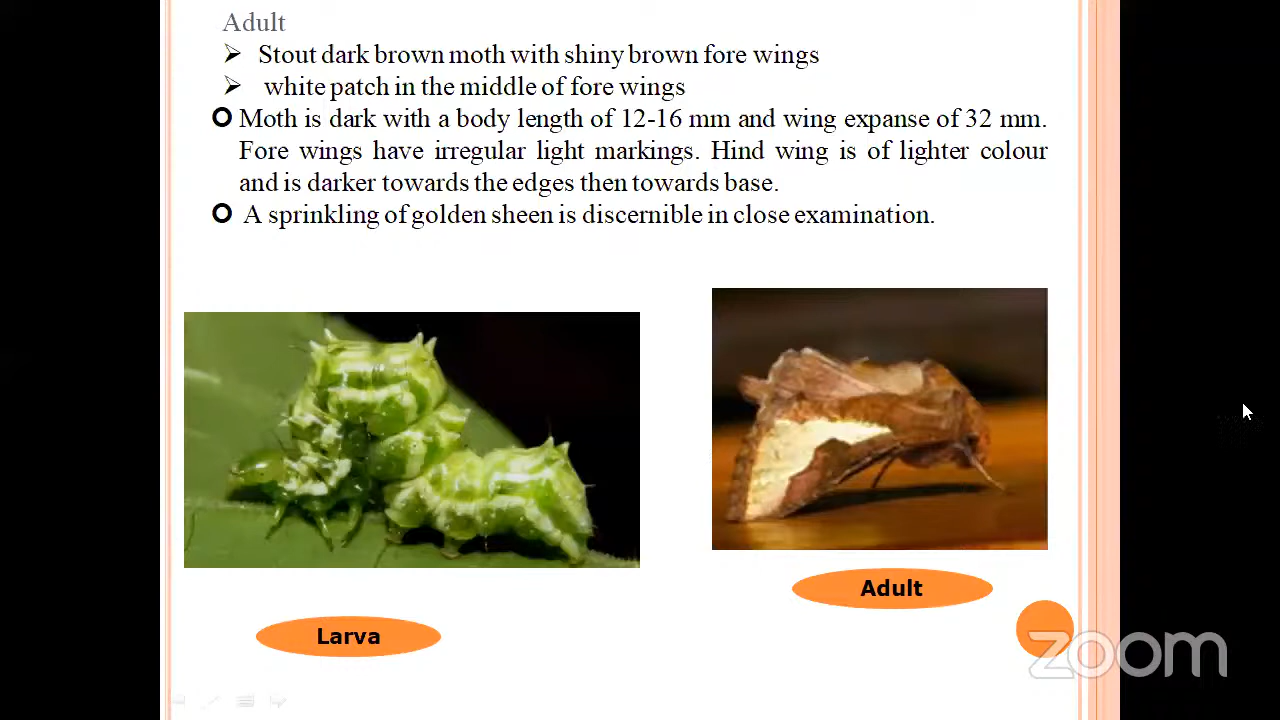 Adult
➢ Stout dark brown moth with shiny brown fore wings
➢ white patch in the middle of fore wings
Moth is dark with a body length of 12-16 mm and wing expanse of 32 mm.
Fore wings have irregular light markings. Hind wing is of lighter colour
and is darker towards the edges then towards base.
A sprinkling of golden sheen is discernible in close examination.
Adult
Larva
zoom